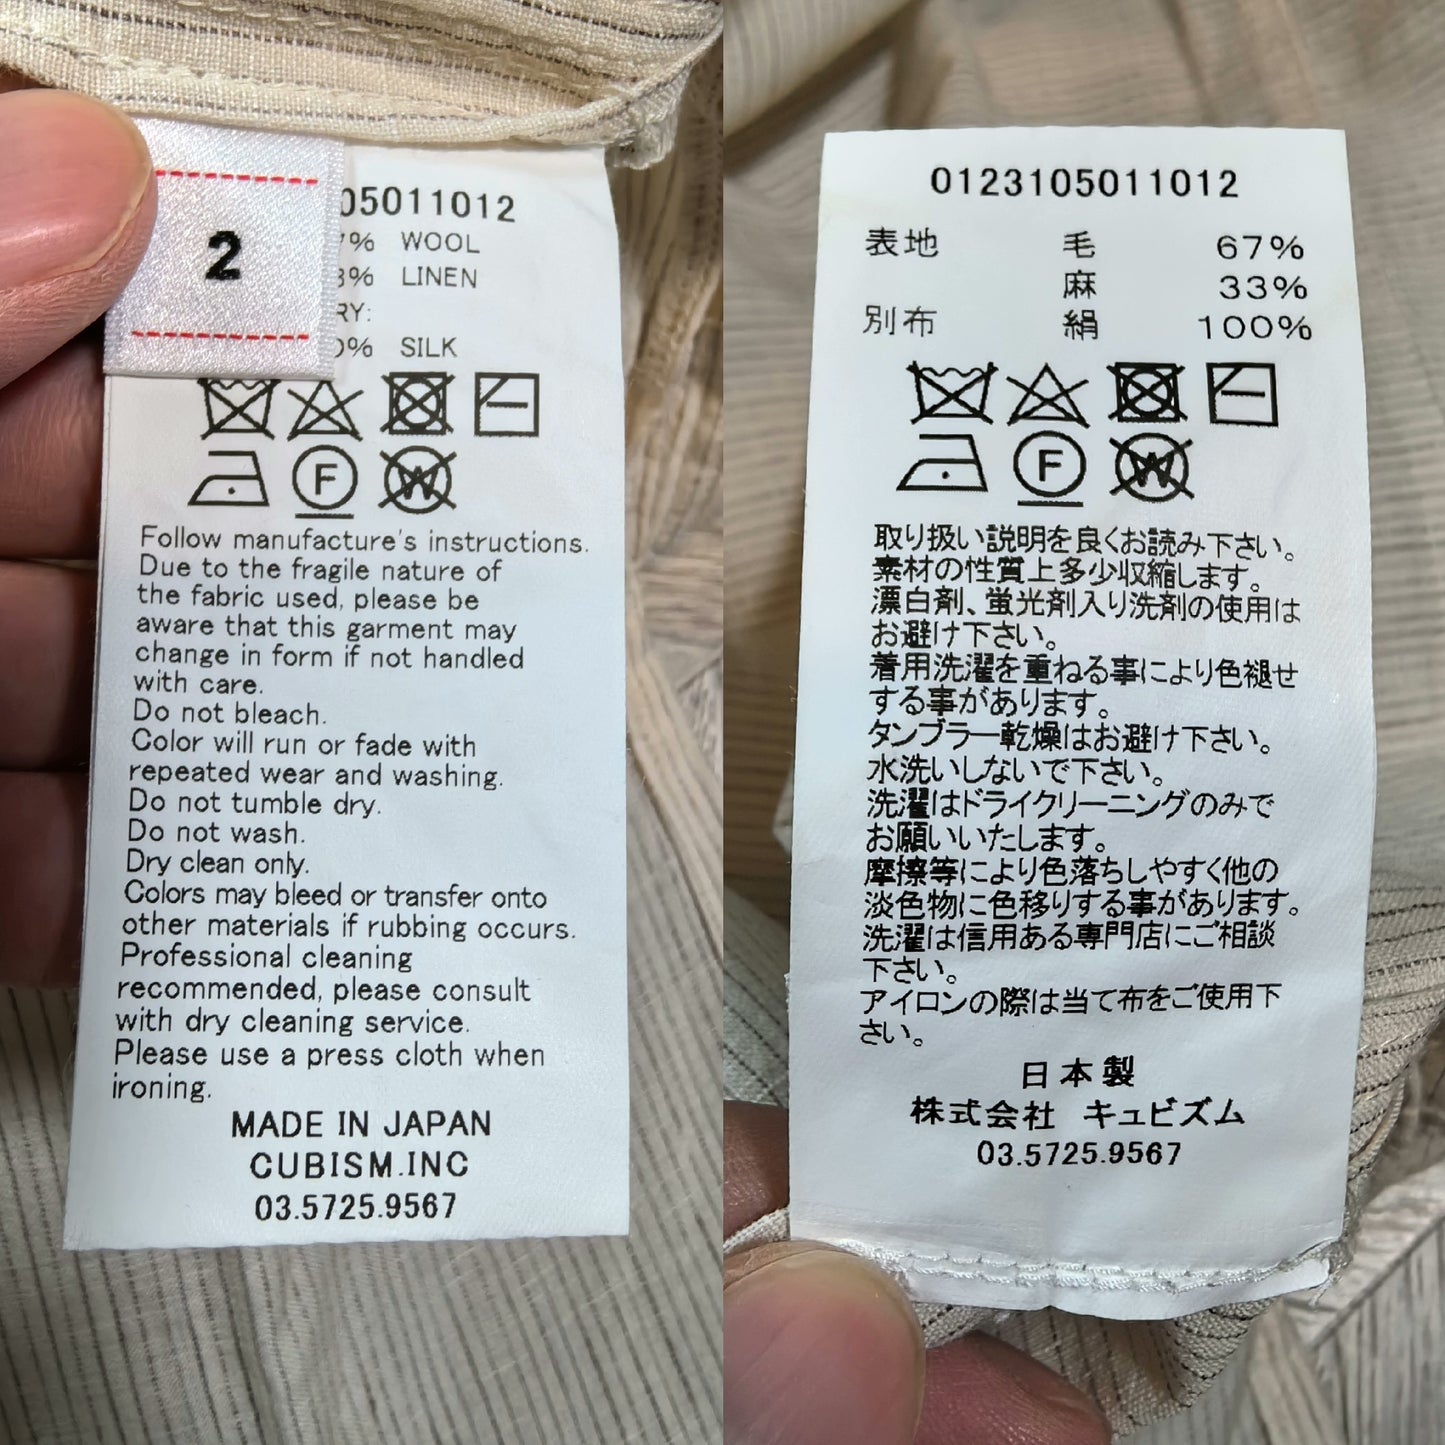 2
05011012
7% WOOL
3% LINEN
RY:
0% SILK
F
W
Follow manufacture's instructions.
Due to the fragile nature of
the fabric used, please be
aware that this garment may
change in form if not handled
with care.
Do not bleach.
Color will run or fade with
repeated wear and washing.
Do not tumble dry.
Do not wash.
Dry clean only.
Colors may bleed or transfer onto
other materials if rubbing occurs.
Professional cleaning
recommended, please consult
with dry cleaning service.
Please use a press cloth when
ironing.
MADE IN JAPAN
CUBISM.INC
03.5725.9567
0123105011012
表地 毛 67%
麻 33%
別布 絹 100%
F
W
取り扱い説明を良くお読み下さい。
素材の性質上多少収縮します。
漂白剤、蛍光剤入り洗剤の使用は
お避け下さい。
着用洗濯を重ねる事により色褪せ
する事があります。
タンブラー乾燥はお避け下さい。
水洗いしないで下さい。
洗濯はドライクリーニングのみで
お願いいたします。
摩擦等により色落ちしやすく他の
淡色物に色移りする事があります。
洗濯は信用ある専門店にご相談
下さい。
アイロンの際は当て布をご使用下
さい。
日本製
株式会社 キュビズム
03.5725.9567